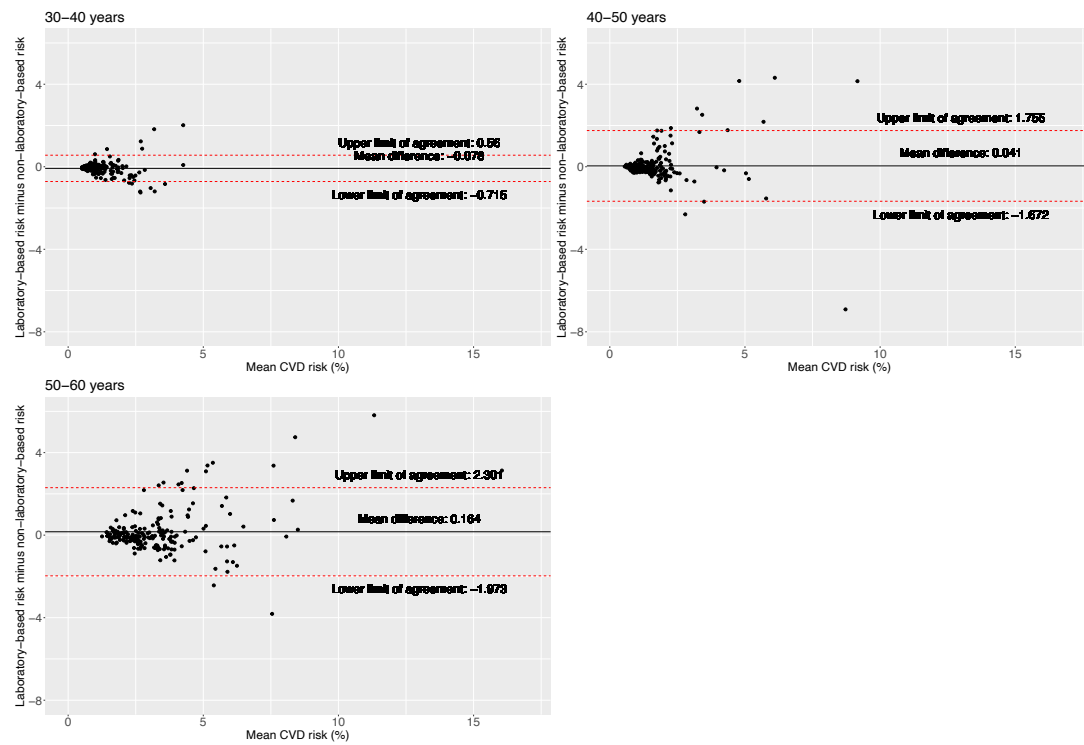 30−40 years
Laboratory−based risk minus non−laboratory−based risk
4
0
−4
−8
Upper limit of agreement: 0.56
Mean difference: −0.078
Lower limit of agreement: −0.715
0 5 10 15
Mean CVD risk (%)
40−50 years
Laboratory−based risk minus non−laboratory−based risk
4
0
−4
−8
Upper limit of agreement: 1.755
Mean difference: 0.041
Lower limit of agreement: −1.672
0 5 10 15
Mean CVD risk (%)
50−60 years
Laboratory−based risk minus non−laboratory−based risk
4
0
−4
−8
Upper limit of agreement: 2.301
Mean difference: 0.164
Lower limit of agreement: −1.973
0 5 10 15
Mean CVD risk (%)